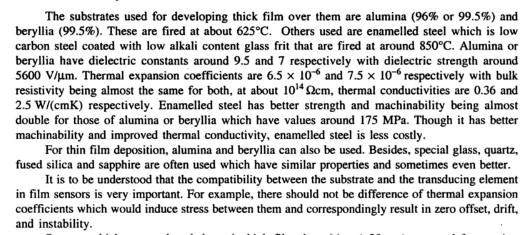 The substrates used for developing thick film over them are alumina (96% or 99.5%) and
beryllia (99.5%). These are fired at about 625°C. Others used are enamelled steel which is low
carbon steel coated with low alkali content glass frit that are fired at around 850°C. Alumina or
beryllia have dielectric constants around 9.5 and 7 respectively with dielectric strength around
5600 V/μm. Thermal expansion coefficients are 6.5 × 10⁻⁶ and 7.5 × 10⁻⁶ respectively with bulk
resistivity being almost the same for both, at about 10¹⁴ Ωcm, thermal conductivities are 0.36 and
2.5 W/(cmK) respectively. Enamelled steel has better strength and machinability being almost
double for those of alumina or beryllia which have values around 175 MPa. Though it has better
machinability and improved thermal conductivity, enamelled steel is less costly.
For thin film deposition, alumina and beryllia can also be used. Besides, special glass, quartz,
fused silica and sapphire are often used which have similar properties and sometimes even better.
It is to be understood that the compatibility between the substrate and the transducing element
in film sensors is very important. For example, there should not be difference of thermal expansion
coefficients which would induce stress between them and correspondingly result in zero offset, drift,
and instability.